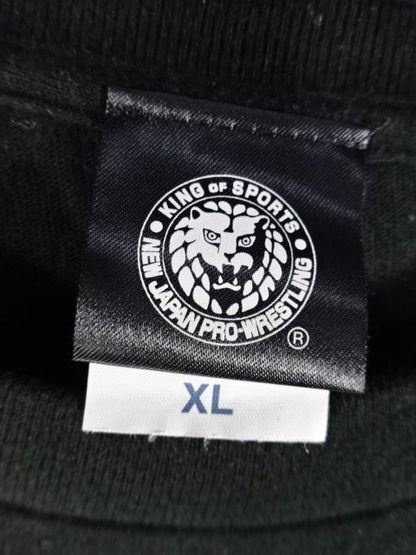 KING OF SPORTS
NEW JAPAN PRO-WRESTLING
®
XL